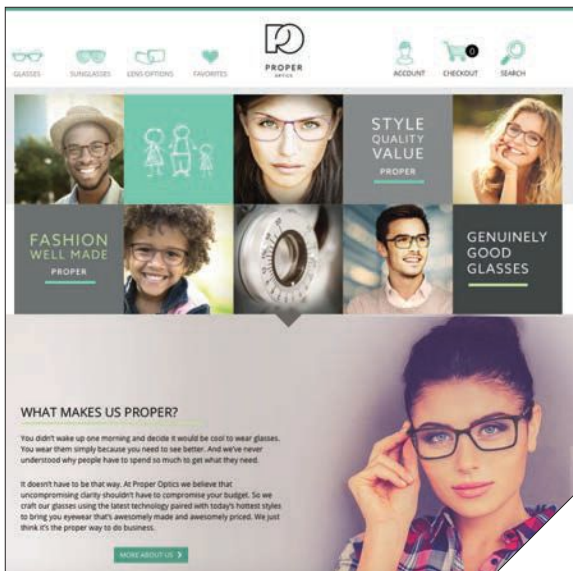 GLASSES
SUNGLASSES
LENS OPTIONS
FAVORITES
PROPER
OPTICS
ACCOUNT
0
CHECKOUT
SEARCH
STYLE
QUALITY
VALUE
PROPER
FASHION
WELL MADE
PROPER
GENUINELY
GOOD
GLASSES
WHAT MAKES US PROPER?
You didn't wake up one morning and decide it would be cool to wear glasses.
You wear them simply because you need to see better. And we've never
understood why people have to spend so much to get what they need.
It doesn't have to be that way. At Proper Optics we believe that
uncompromising clarity shouldn't have to compromise your budget. So we
craft our glasses using the latest technology paired with today's hottest styles
to bring you eyewear that's awesomely made and awesomely priced. We just
think it's the proper way to do business.
MORE ABOUT US